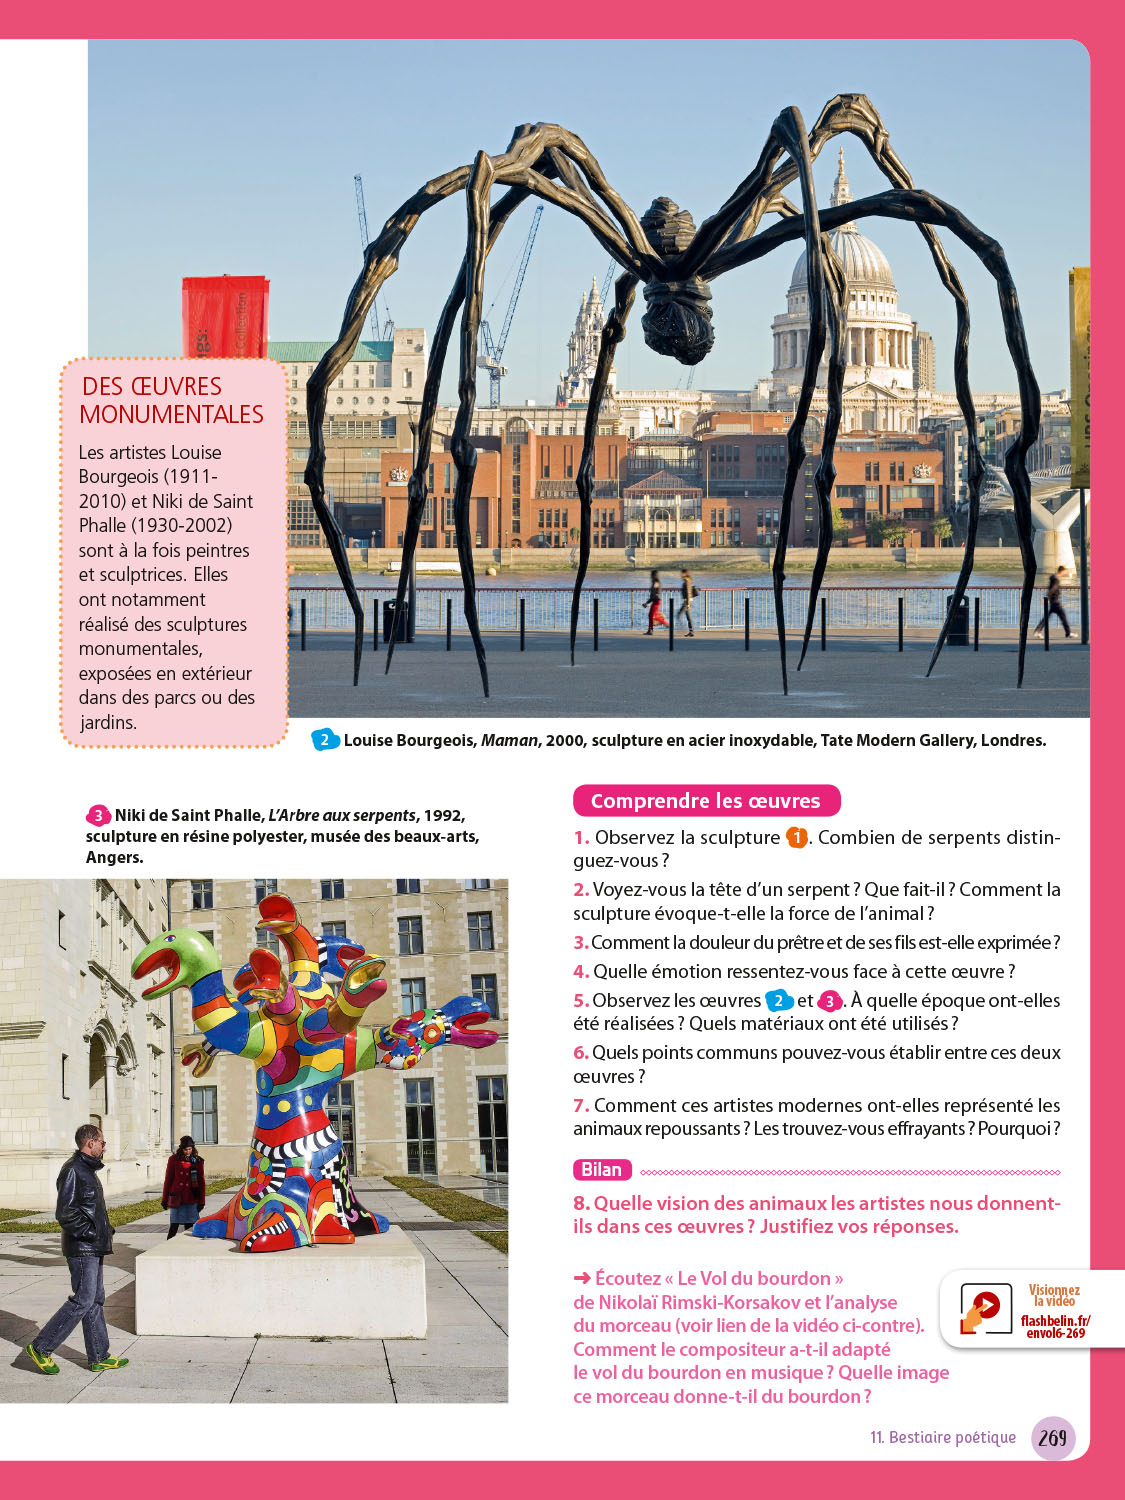 DES ŒUVRES
MONUMENTALES
Les artistes Louise
Bourgeois (1911-
2010) et Niki de Saint
Phalle (1930-2002)
sont à la fois peintres
et sculptrices. Elles
ont notamment
réalisé des sculptures
monumentales,
exposées en extérieur
dans des parcs ou des
jardins.
2 Louise Bourgeois, Maman, 2000, sculpture en acier inoxydable, Tate Modern Gallery, Londres.
3 Niki de Saint Phalle, L'Arbre aux serpents, 1992,
sculpture en résine polyester, musée des beaux-arts,
Angers.
Comprendre les œuvres
1. Observez la sculpture 1. Combien de serpents distin-
guez-vous ?
2. Voyez-vous la tête d'un serpent ? Que fait-il ? Comment la
sculpture évoque-t-elle la force de l'animal ?
3. Comment la douleur du prêtre et de ses fils est-elle exprimée ?
4. Quelle émotion ressentez-vous face à cette œuvre ?
5. Observez les œuvres 2 et 3. À quelle époque ont-elles
été réalisées ? Quels matériaux ont été utilisés ?
6. Quels points communs pouvez-vous établir entre ces deux
œuvres ?
7. Comment ces artistes modernes ont-elles représenté les
animaux repoussants ? Les trouvez-vous effrayants ? Pourquoi ?
Bilan
8. Quelle vision des animaux les artistes nous donnent-
ils dans ces œuvres ? Justifiez vos réponses.
➜ Écoutez « Le Vol du bourdon »
de Nikolaï Rimski-Korsakov et l'analyse
du morceau (voir lien de la vidéo ci-contre).
Comment le compositeur a-t-il adapté
le vol du bourdon en musique ? Quelle image
ce morceau donne-t-il du bourdon ?
Visionnez
la vidéo
flashbelin.fr/
envol6-269
11. Bestiaire poétique 269